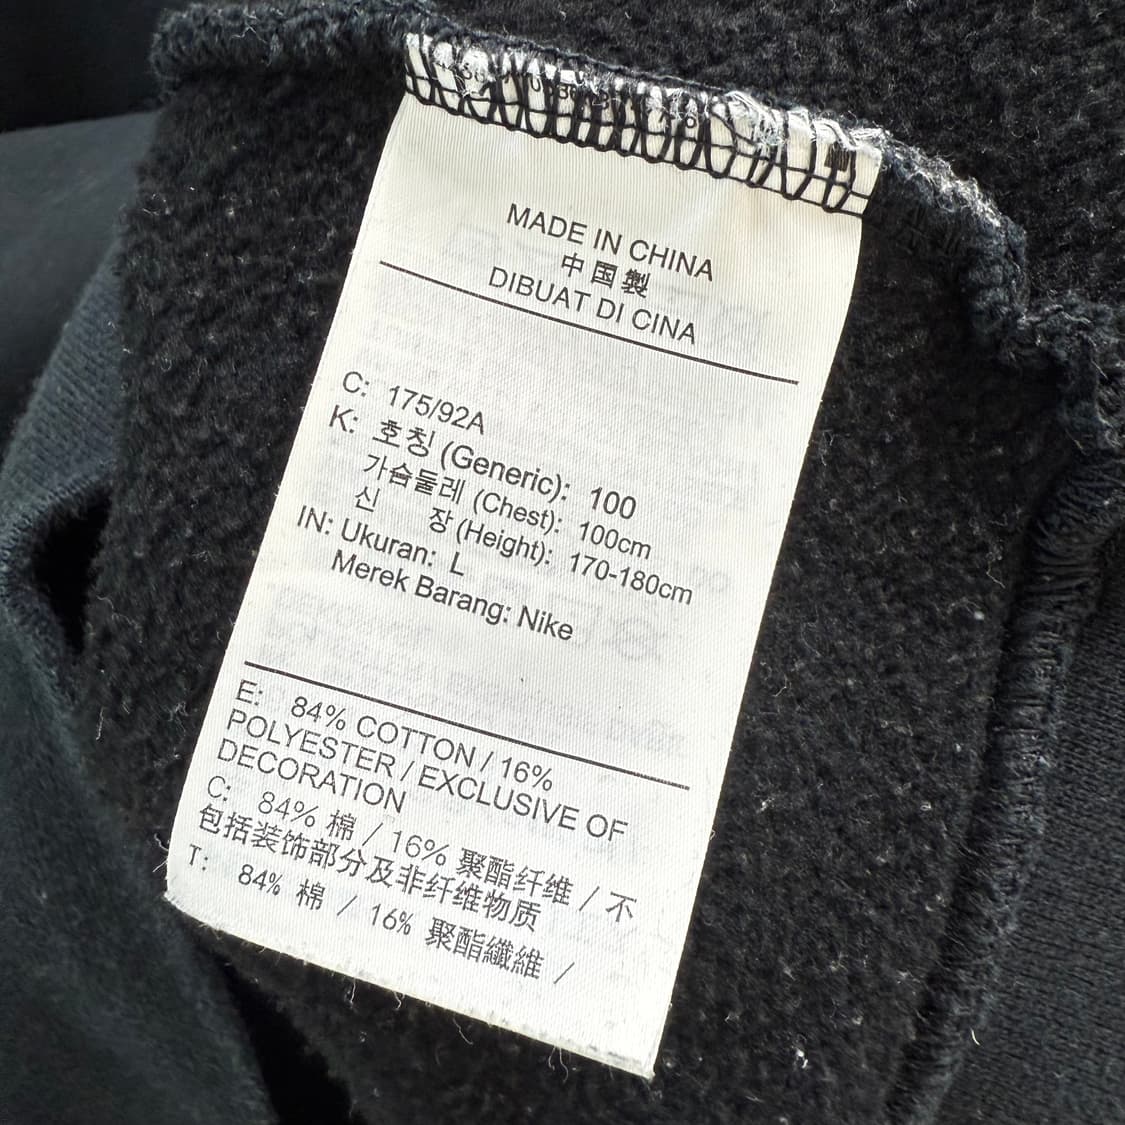 MADE IN CHINA
中国製
DIBUAT DI CINA
C: 175/92A
K: 호칭 (Generic): 100
가슴둘레 (Chest): 100cm
신 장 (Height): 170-180cm
IN: Ukuran: L
Merek Barang: Nike
E: 84% COTTON / 16%
POLYESTER / EXCLUSIVE OF
DECORATION
C: 84% 棉 / 16% 聚酯纤维 / 不
包括装饰部分及非纤维物质
T: 84% 棉 / 16% 聚酯纖維 /